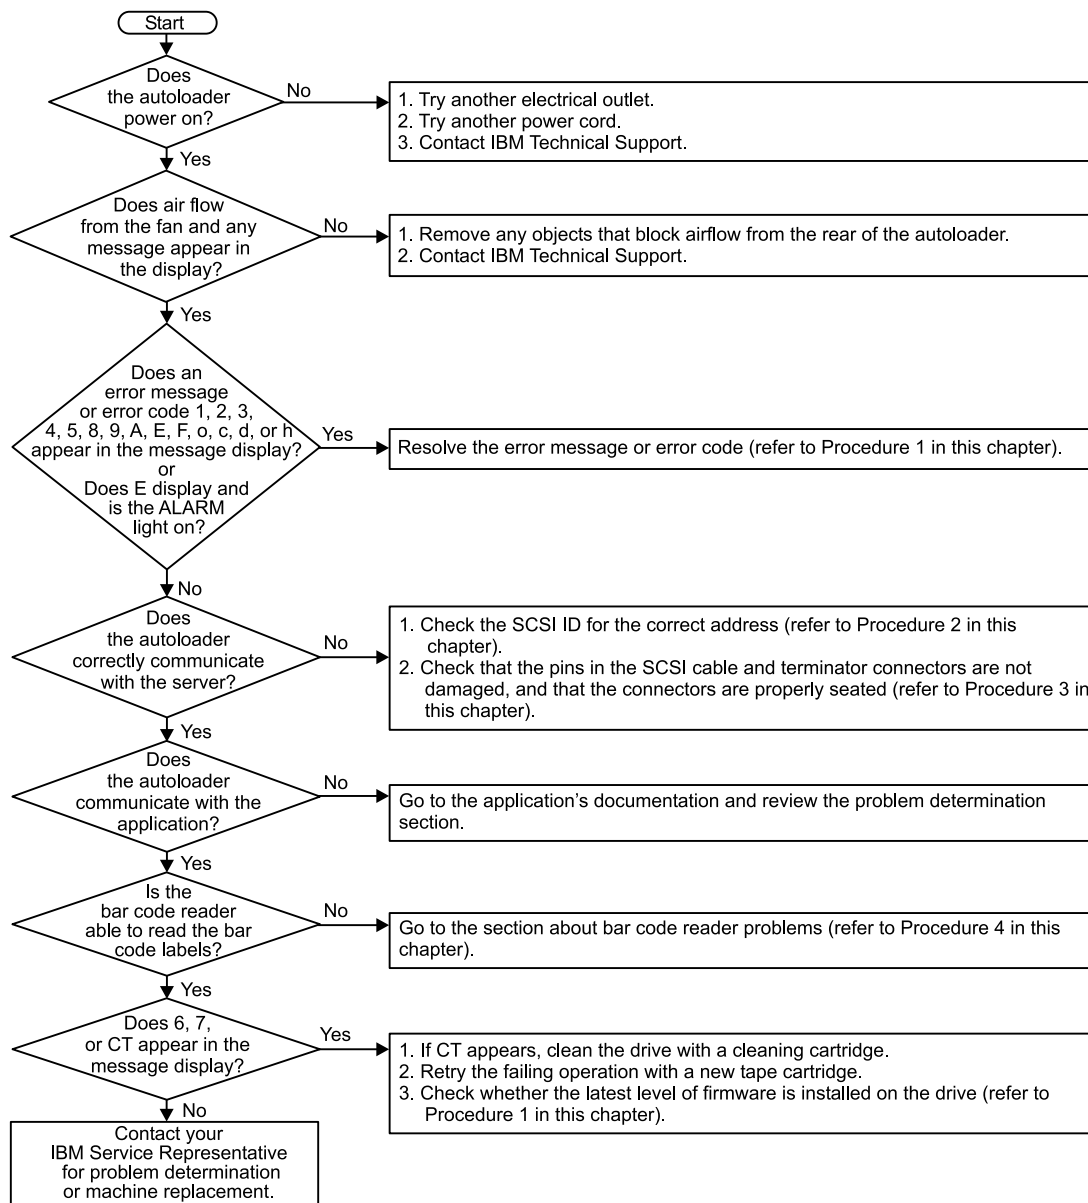 Start
Does
the autoloader
power on?
No
1. Try another electrical outlet.
2. Try another power cord.
3. Contact IBM Technical Support.
Yes
Does air flow
from the fan and any
message appear in
the display?
No
1. Remove any objects that block airflow from the rear of the autoloader.
2. Contact IBM Technical Support.
Yes
Does an
error message
or error code 1, 2, 3,
4, 5, 8, 9, A, E, F, o, c, d, or h
appear in the message display?
or
Does E display and
is the ALARM
light on?
Yes
Resolve the error message or error code (refer to Procedure 1 in this chapter).
No
Does
the autoloader
correctly communicate
with the server?
No
1. Check the SCSI ID for the correct address (refer to Procedure 2 in this
chapter).
2. Check that the pins in the SCSI cable and terminator connectors are not
damaged, and that the connectors are properly seated (refer to Procedure 3 in
this chapter).
Yes
Does
the autoloader
communicate with the
application?
No
Go to the application's documentation and review the problem determination
section.
Yes
Is the
bar code reader
able to read the bar
code labels?
No
Go to the section about bar code reader problems (refer to Procedure 4 in this
chapter).
Yes
Does 6, 7,
or CT appear in the
message display?
Yes
1. If CT appears, clean the drive with a cleaning cartridge.
2. Retry the failing operation with a new tape cartridge.
3. Check whether the latest level of firmware is installed on the drive (refer to
Procedure 1 in this chapter).
No
Contact your
IBM Service Representative
for problem determination
or machine replacement.